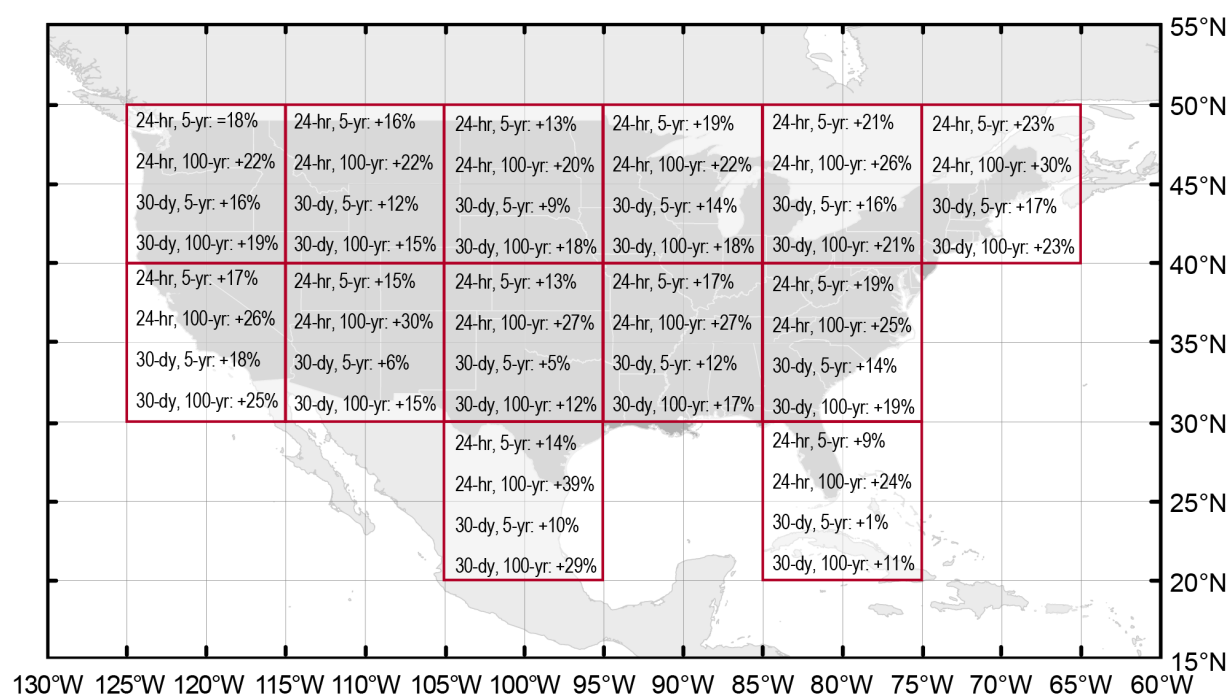 55°N
24-hr, 5-yr: =18%
24-hr, 100-yr: +22%
30-dy, 5-yr: +16%
30-dy, 100-yr: +19%
24-hr, 5-yr: +16%
24-hr, 100-yr: +22%
30-dy, 5-yr: +12%
30-dy, 100-yr: +15%
24-hr, 5-yr: +13%
24-hr, 100-yr: +20%
30-dy, 5-yr: +9%
30-dy, 100-yr: +18%
24-hr, 5-yr: +19%
24-hr, 100-yr: +22%
30-dy, 5-yr: +14%
30-dy, 100-yr: +18%
24-hr, 5-yr: +21%
24-hr, 100-yr: +26%
30-dy, 5-yr: +16%
30-dy, 100-yr: +21%
24-hr, 5-yr: +23%
24-hr, 100-yr: +30%
30-dy, 5-yr: +17%
30-dy, 100-yr: +23%
50°N
45°N
40°N
24-hr, 5-yr: +17%
24-hr, 100-yr: +26%
30-dy, 5-yr: +18%
30-dy, 100-yr: +25%
24-hr, 5-yr: +15%
24-hr, 100-yr: +30%
30-dy, 5-yr: +6%
30-dy, 100-yr: +15%
24-hr, 5-yr: +13%
24-hr, 100-yr: +27%
30-dy, 5-yr: +5%
30-dy, 100-yr: +12%
24-hr, 5-yr: +17%
24-hr, 100-yr: +27%
30-dy, 5-yr: +12%
30-dy, 100-yr: +17%
24-hr, 5-yr: +19%
24-hr, 100-yr: +25%
30-dy, 5-yr: +14%
30-dy, 100-yr: +19%
35°N
30°N
24-hr, 5-yr: +14%
24-hr, 100-yr: +39%
30-dy, 5-yr: +10%
30-dy, 100-yr: +29%
24-hr, 5-yr: +9%
24-hr, 100-yr: +24%
30-dy, 5-yr: +1%
30-dy, 100-yr: +11%
25°N
20°N
15°N
130°W 125°W 120°W 115°W 110°W 105°W 100°W 95°W 90°W 85°W 80°W 75°W 70°W 65°W 60°W